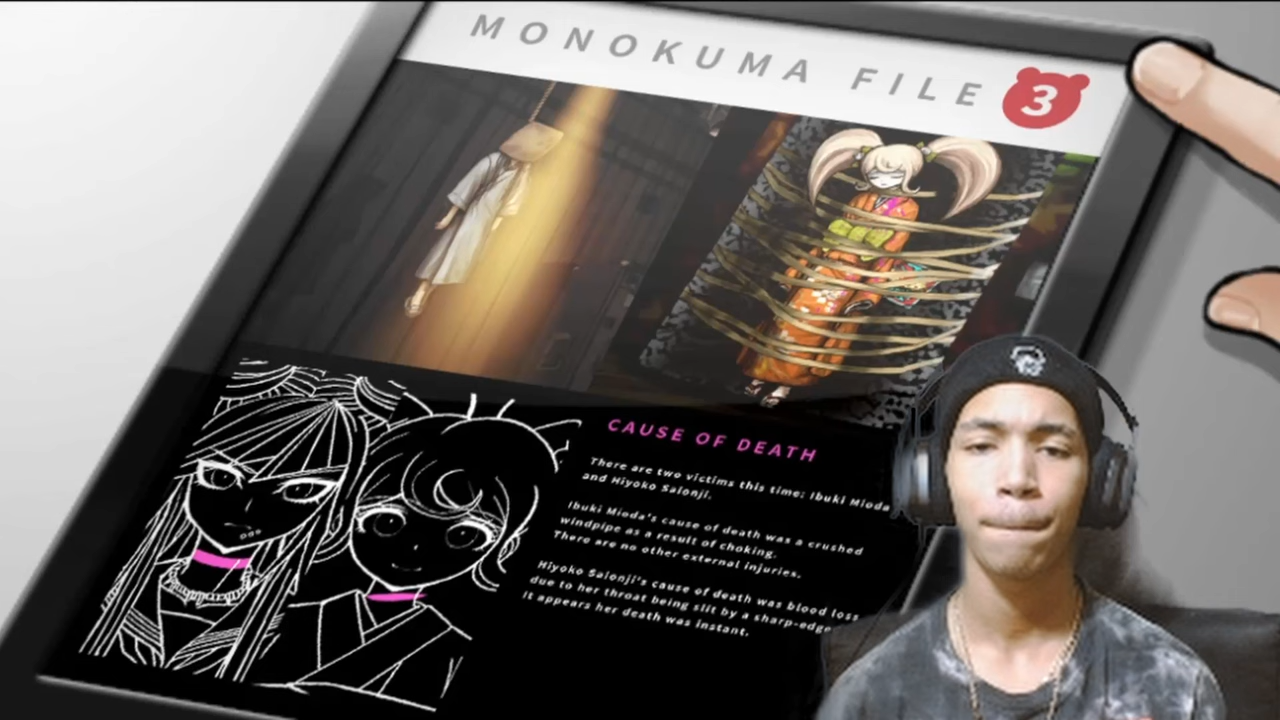 MONOKUMA FILE 3
CAUSE OF DEATH
There are two victims this time: Ibuki Mioda
and Hiyoko Saionji.
Ibuki Mioda's cause of death was a crushed
windpipe as a result of choking.
There are no other external injuries.
Hiyoko Saionji's cause of death was blood loss
due to her throat being slit by a sharp-edge
It appears her death was instant.